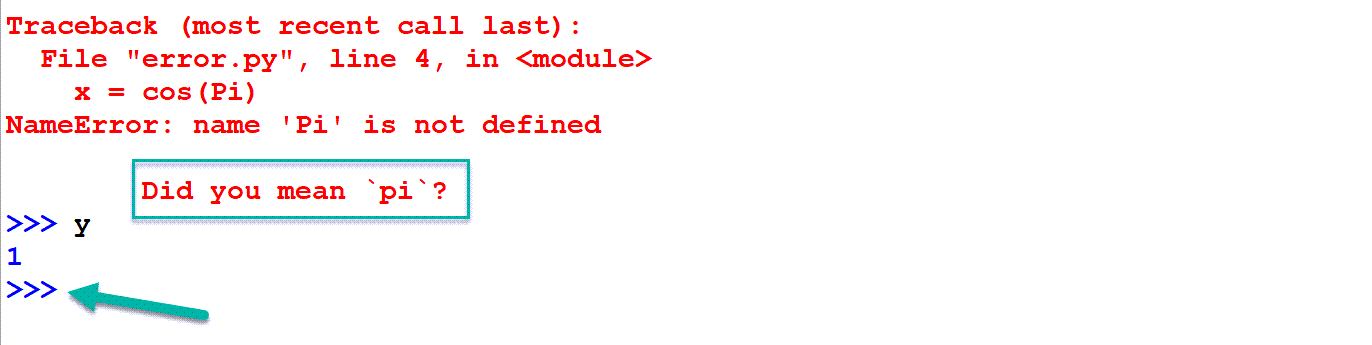 Traceback (most recent call last):
  File "error.py", line 4, in <module>
    x = cos(Pi)
NameError: name 'Pi' is not defined
Did you mean `pi`?
>>> y
1
>>>